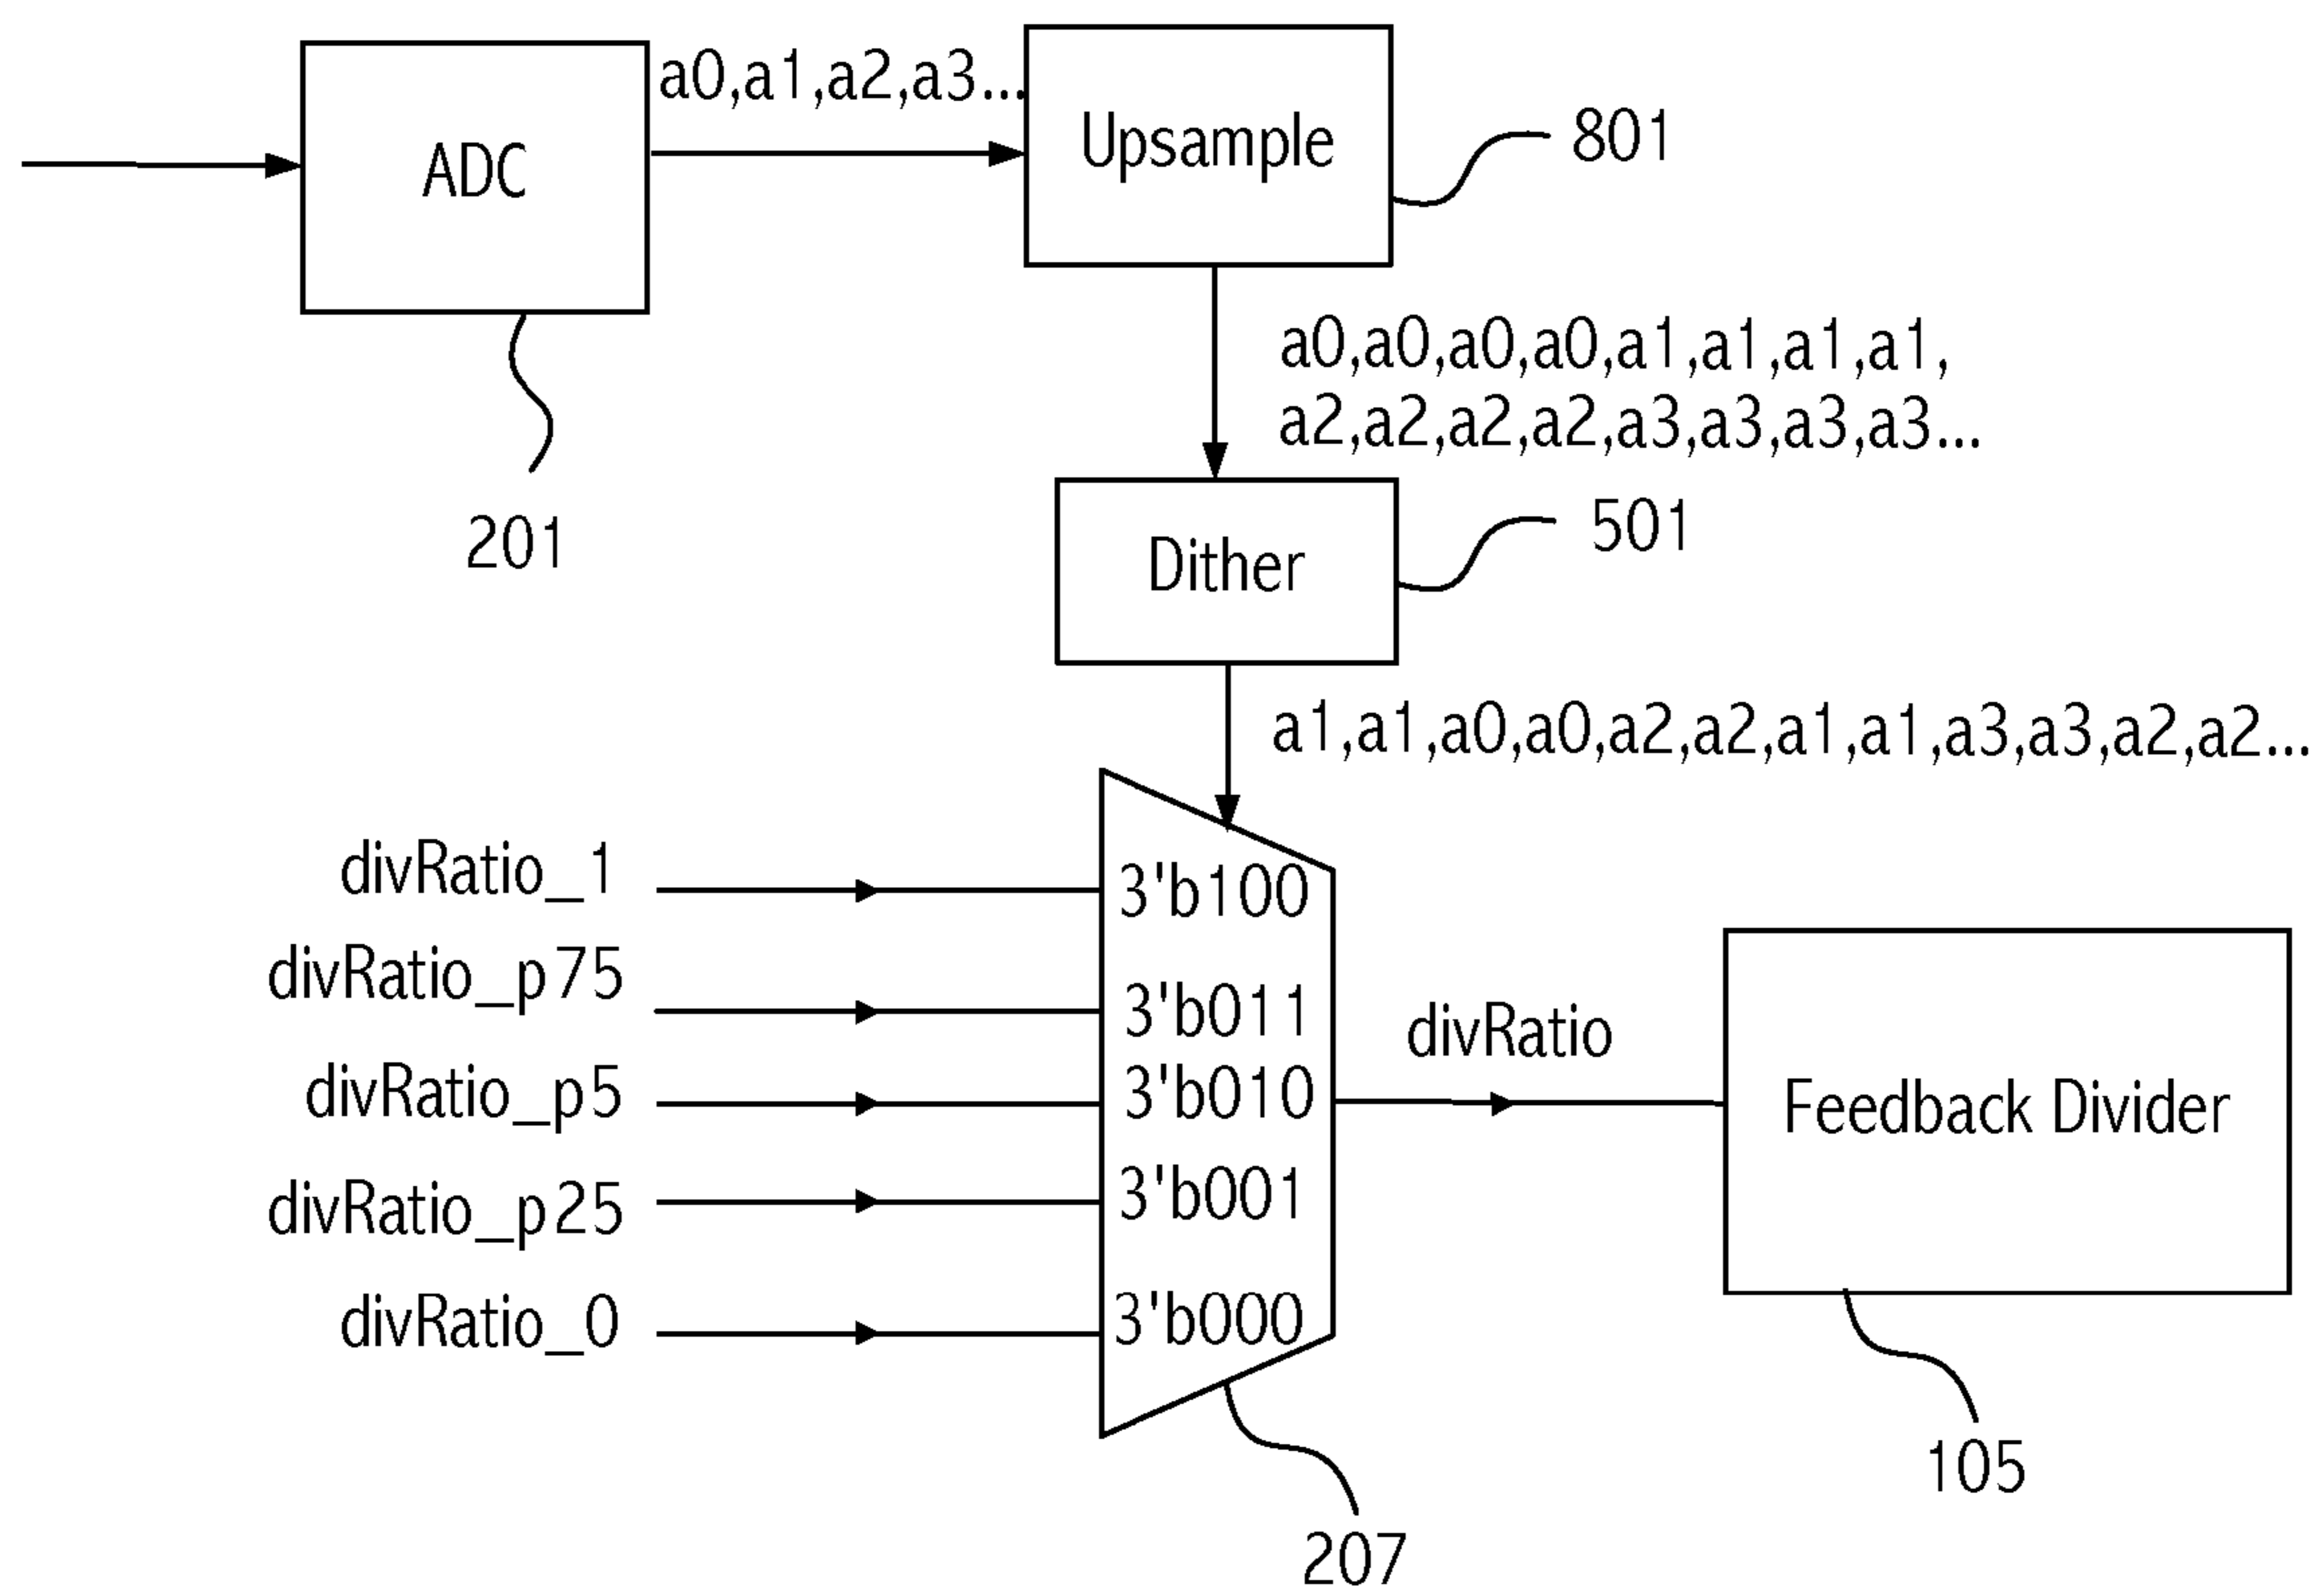 ADC
a0,a1,a2,a3...
Upsample
801
201
a0,a0,a0,a0,a1,a1,a1,a1,
a2,a2,a2,a2,a3,a3,a3,a3...
Dither
501
a1,a1,a0,a0,a2,a2,a1,a1,a3,a3,a2,a2...
divRatio_1
divRatio_p75
divRatio_p5
divRatio_p25
divRatio_0
3'b100
3'b011
3'b010
3'b001
3'b000
207
divRatio
Feedback Divider
105